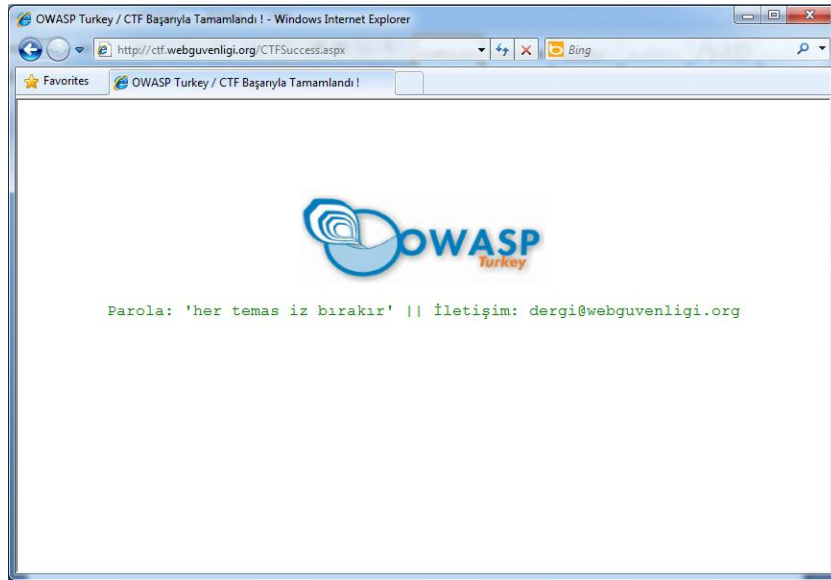 OWASP Turkey / CTF Başarıyla Tamamlandı ! - Windows Internet Explorer
http://ctf.webguvenligi.org/CTFSuccess.aspx
Bing
Favorites
OWASP Turkey / CTF Başarıyla Tamamlandı !
OWASP
Turkey
Parola: 'her temas iz bırakır' || İletişim: dergi@webguvenligi.org